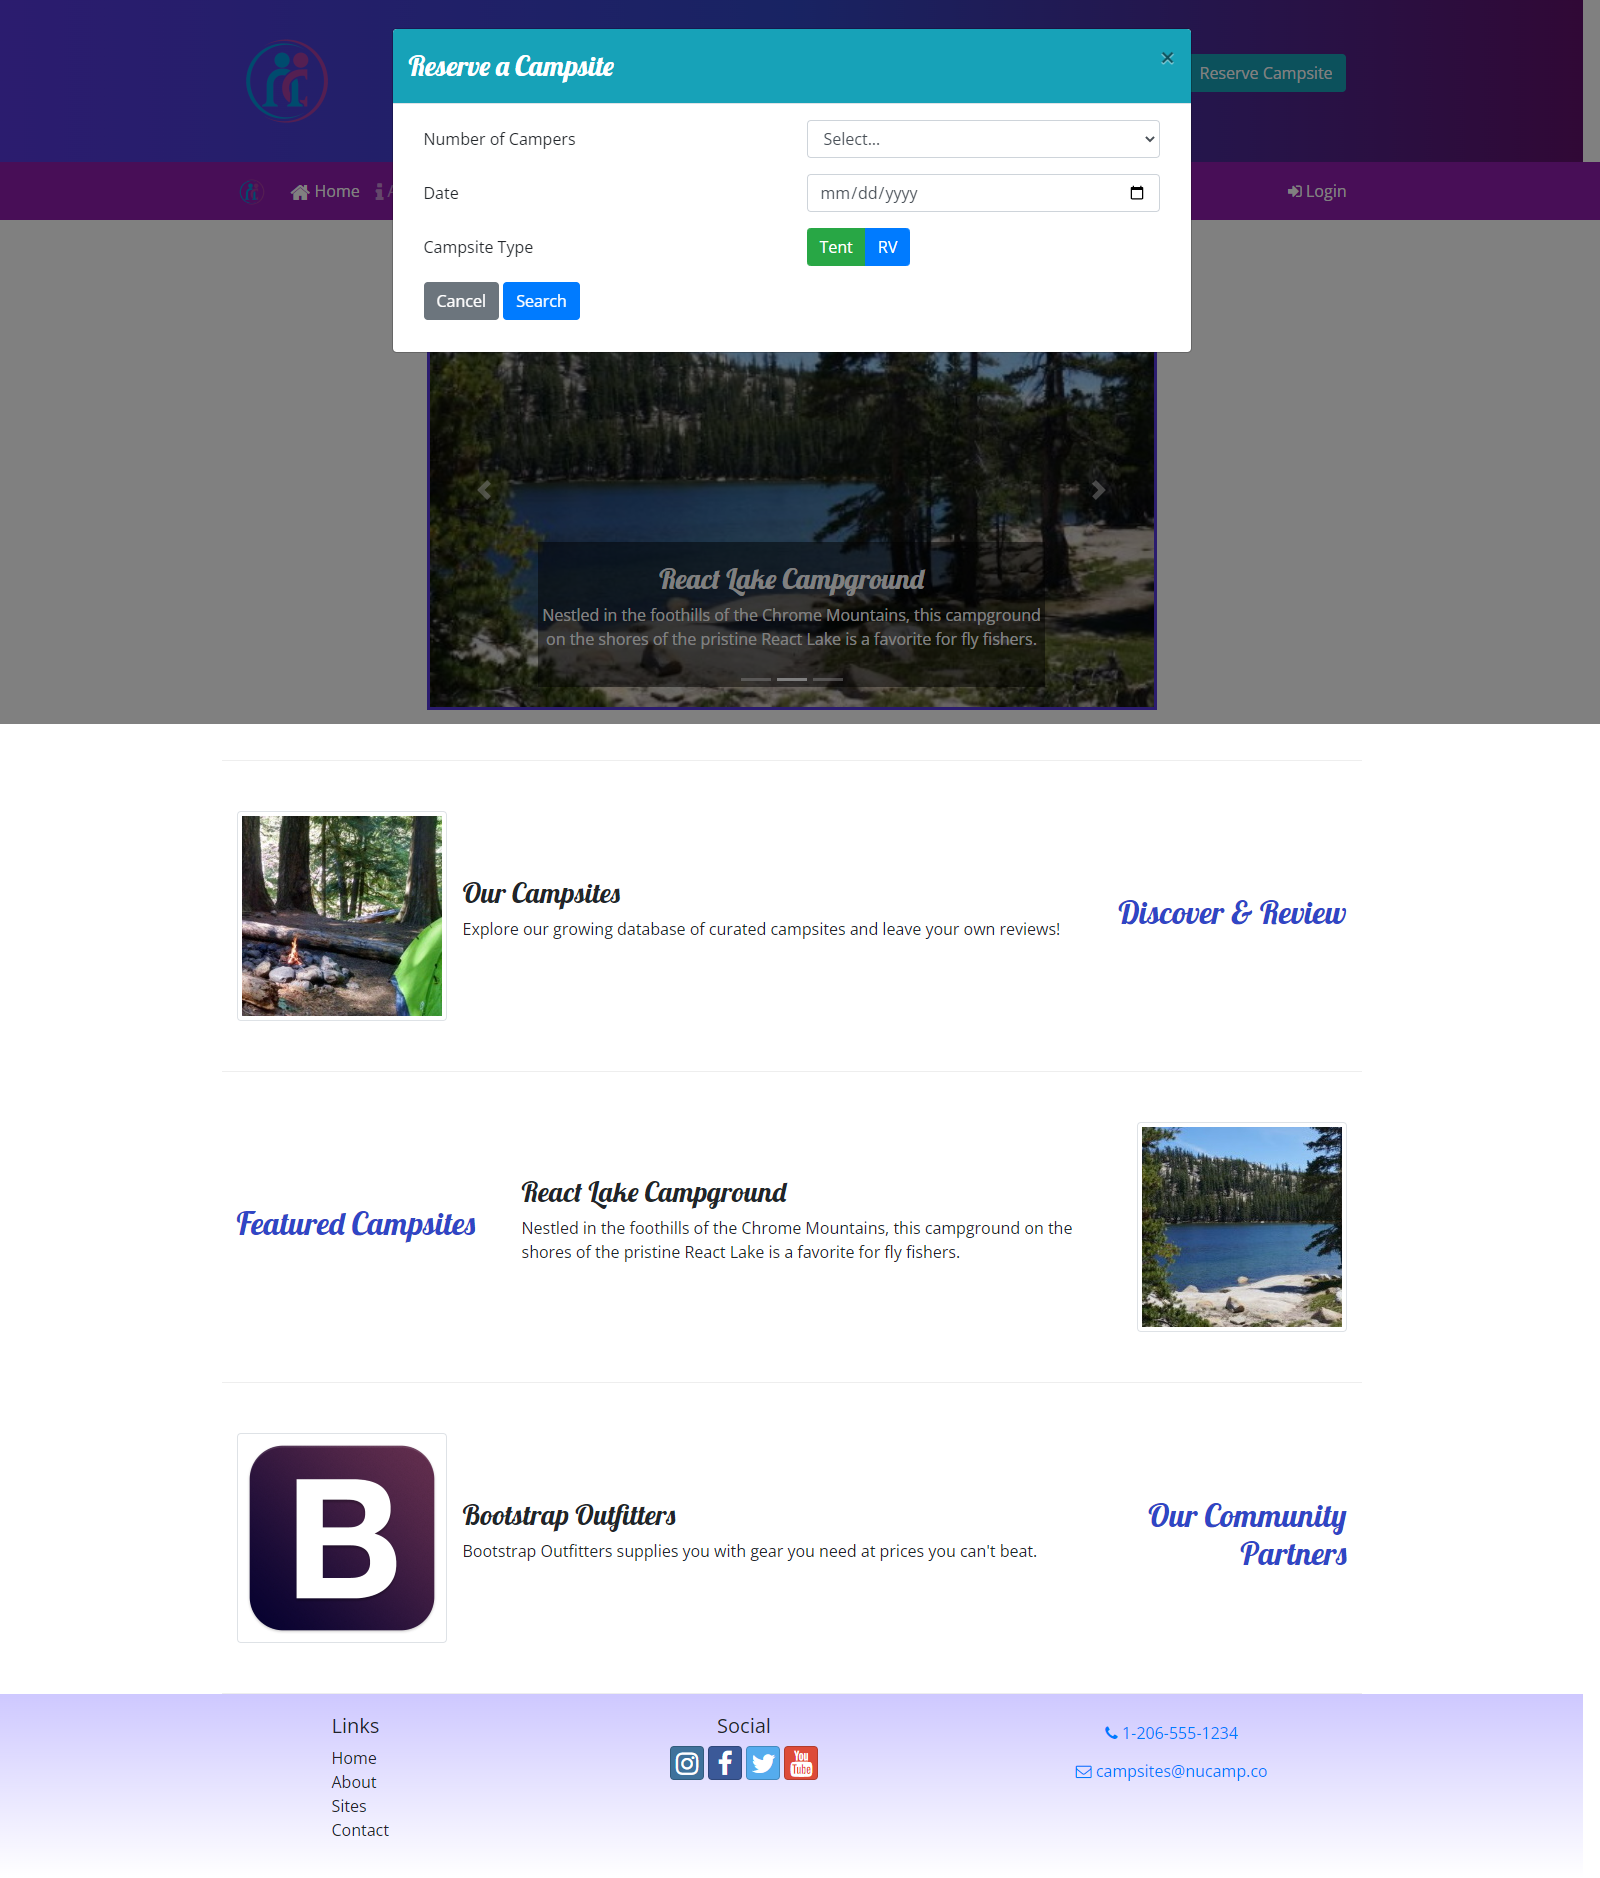 Reserve a Campsite
×
Reserve Campsite
Number of Campers
Select...
Home
Login
Date
mm/dd/yyyy
Campsite Type
Tent
RV
Cancel
Search
React Lake Campground
Nestled in the foothills of the Chrome Mountains, this campground
on the shores of the pristine React Lake is a favorite for fly fishers.
Our Campsites
Explore our growing database of curated campsites and leave your own reviews!
Discover & Review
Featured Campsites
React Lake Campground
Nestled in the foothills of the Chrome Mountains, this campground on the
shores of the pristine React Lake is a favorite for fly fishers.
B
Bootstrap Outfitters
Bootstrap Outfitters supplies you with gear you need at prices you can't beat.
Our Community
Partners
Links
Home
About
Sites
Contact
Social
You
Tube
1-206-555-1234
campsites@nucamp.co